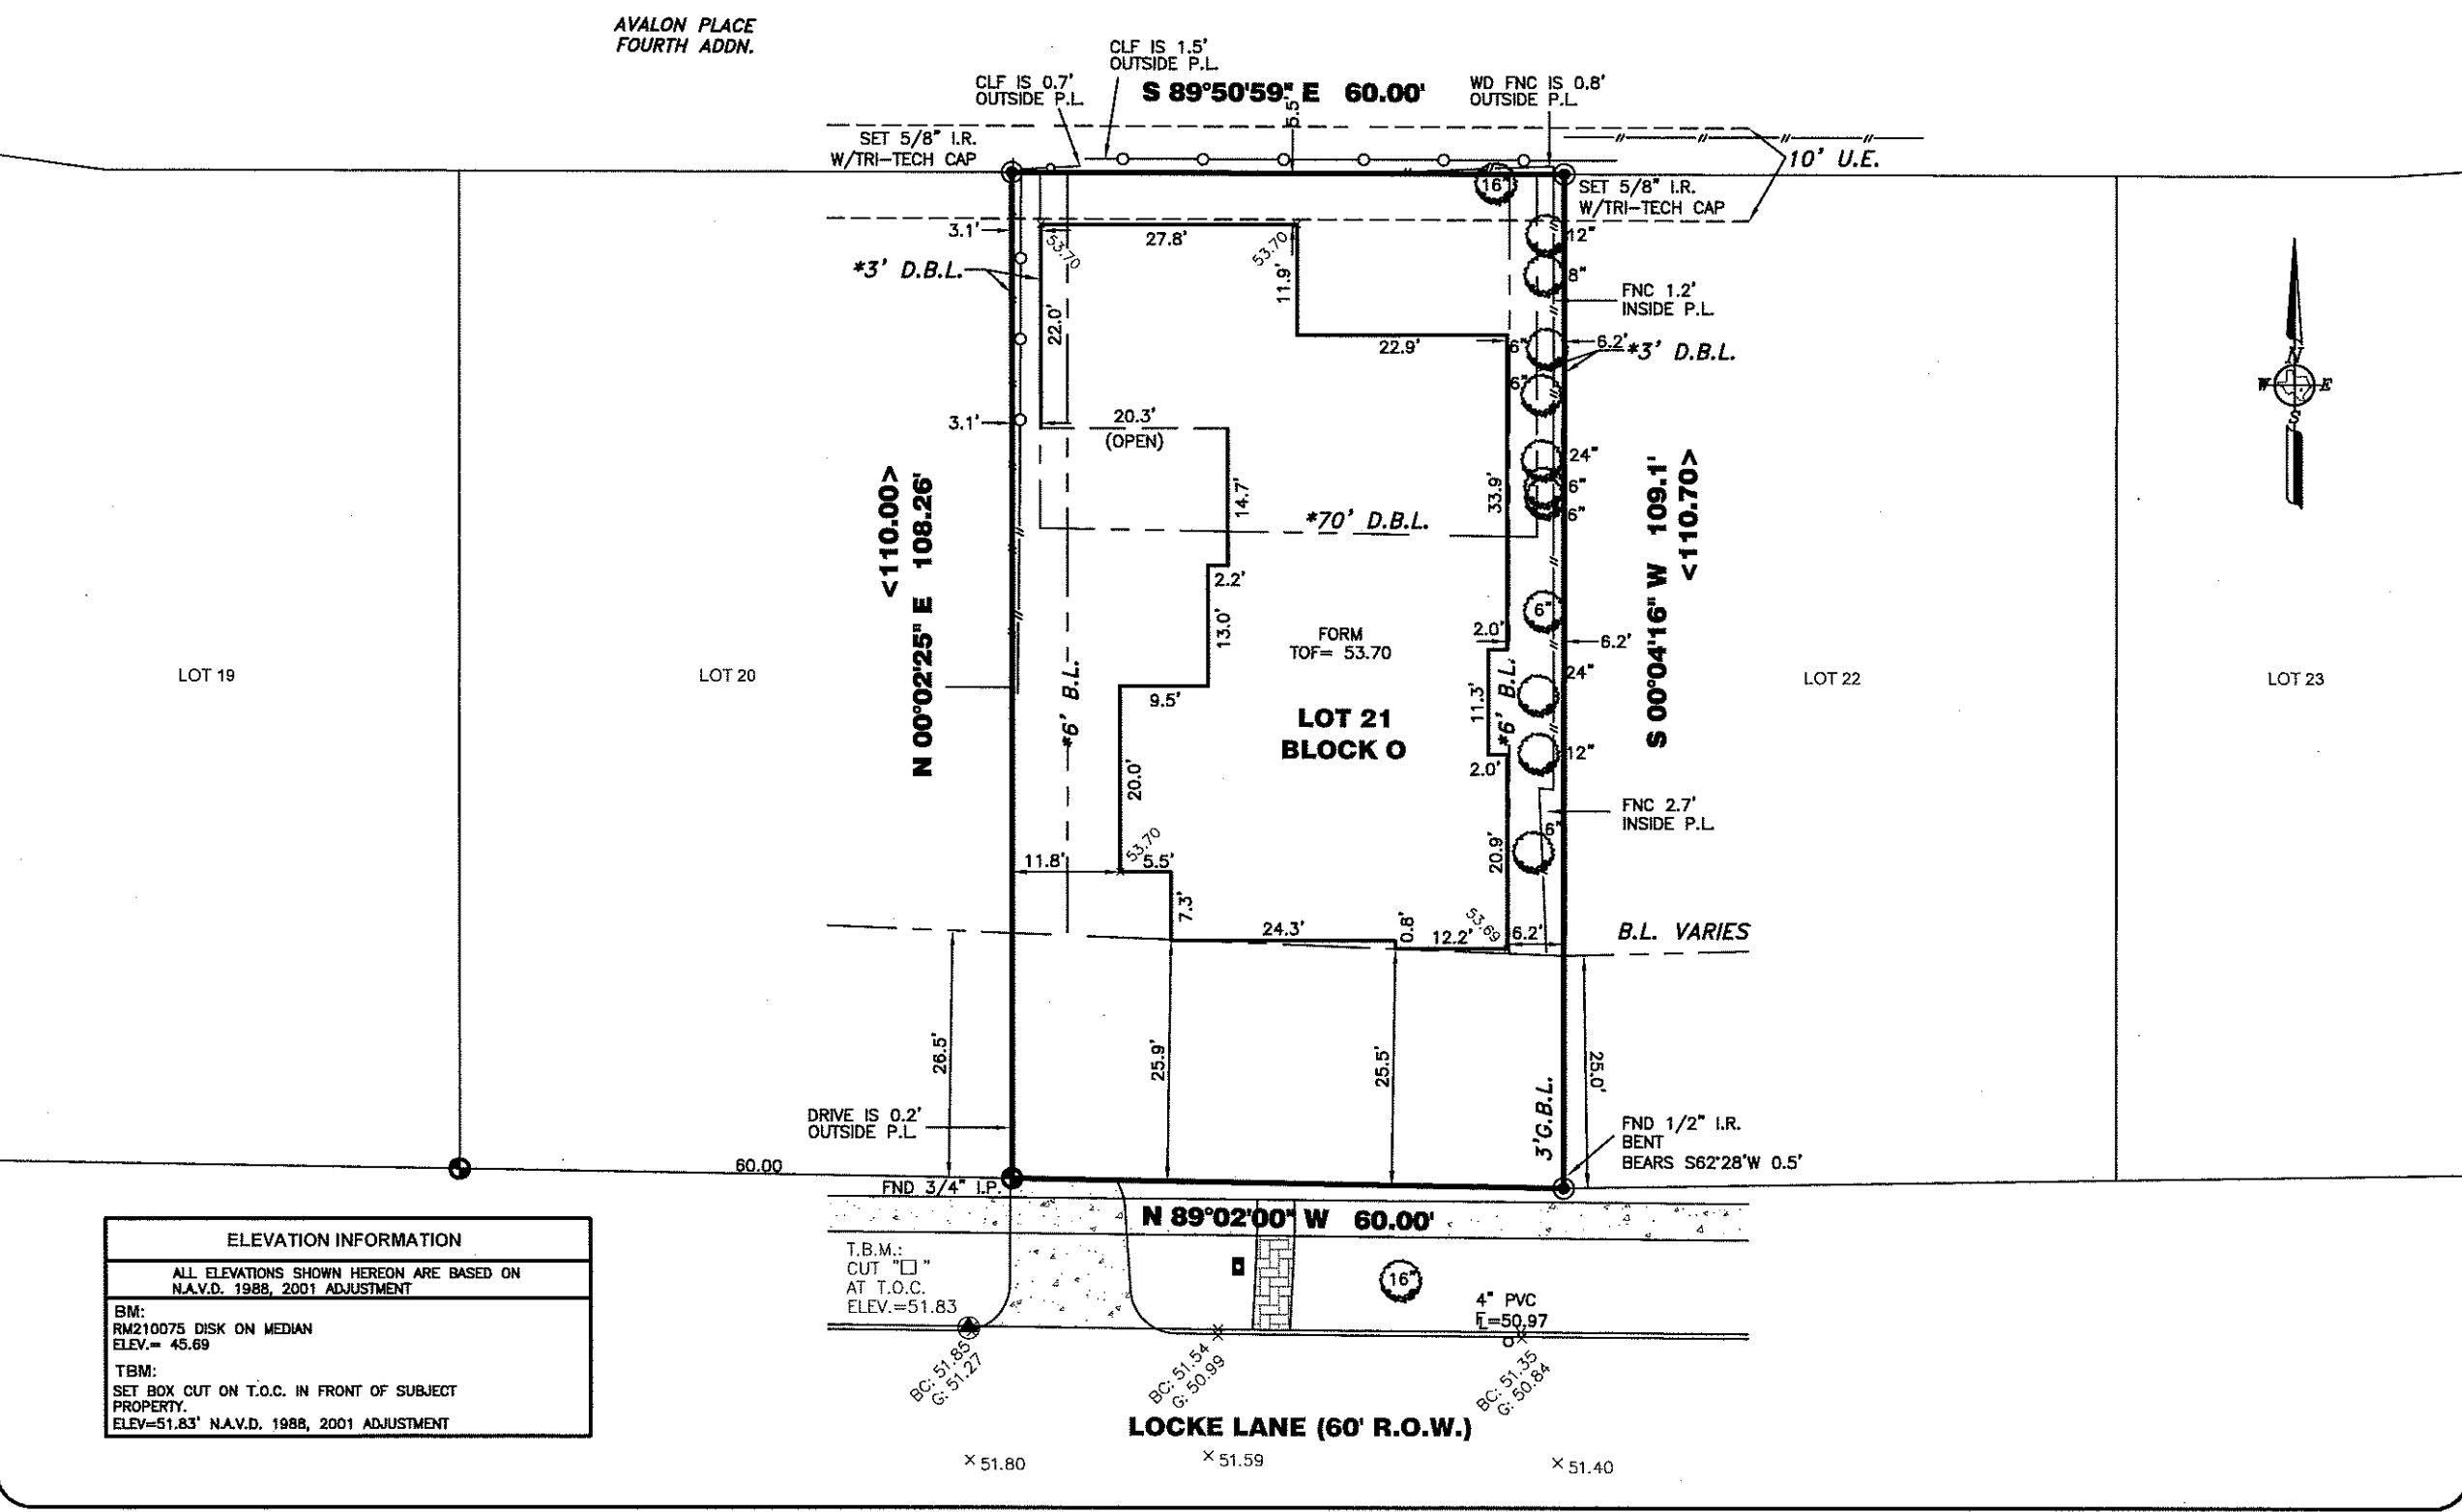 AVALON PLACE
FOURTH ADDN.
CLF IS 1.5'
OUTSIDE P.L.
CLF IS 0.7'
OUTSIDE P.L.
S 89°50'59" E 60.00'
WD FNC IS 0.8'
OUTSIDE P.L.
5.5'
SET 5/8" I.R.
W/TRI-TECH CAP
10' U.E.
16"
SET 5/8" I.R.
W/TRI-TECH CAP
3.1'
27.8'
53.70
53.70
12"
*3' D.B.L.
11.9'
8"
FNC 1.2'
INSIDE P.L.
22.0'
22.9'
6"
6.2'
*3' D.B.L.
6"
W
N
E
S
3.1'
20.3'
(OPEN)
24"
6"
6"
<110.00>
N 00°02'25" E 108.26'
14.7'
33.9'
*70' D.B.L.
S 00°04'16" W 109.1'
<110.70>
2.2'
13.0'
6"
FORM
TOF= 53.70
2.0'
6.2'
LOT 19
LOT 20
*6' B.L.
9.5'
11.3'
*6' B.L.
24"
LOT 22
LOT 23
LOT 21
BLOCK O
12"
2.0'
20.0'
FNC 2.7'
INSIDE P.L.
53.70
6"
11.8'
5.5'
20.9'
7.3'
24.3'
0.8'
12.2'
53.69
6.2'
B.L. VARIES
26.5'
25.9'
25.5'
25.0'
3'G.B.L.
DRIVE IS 0.2'
OUTSIDE P.L.
FND 1/2" I.R.
BENT
BEARS S62°28'W 0.5'
60.00
FND 3/4" I.P.
N 89°02'00" W 60.00'
ELEVATION INFORMATION
ALL ELEVATIONS SHOWN HEREON ARE BASED ON
N.A.V.D. 1988, 2001 ADJUSTMENT
BM:
RM210075 DISK ON MEDIAN
ELEV.= 45.69
TBM:
SET BOX CUT ON T.O.C. IN FRONT OF SUBJECT
PROPERTY.
ELEV=51.83' N.A.V.D. 1988, 2001 ADJUSTMENT
T.B.M.:
CUT "□"
AT T.O.C.
ELEV.=51.83
16"
4" PVC
FL=50.97
BC: 51.85
G: 51.27
BC: 51.54
G: 50.99
BC: 51.35
G: 50.84
LOCKE LANE (60' R.O.W.)
×51.80
×51.59
×51.40